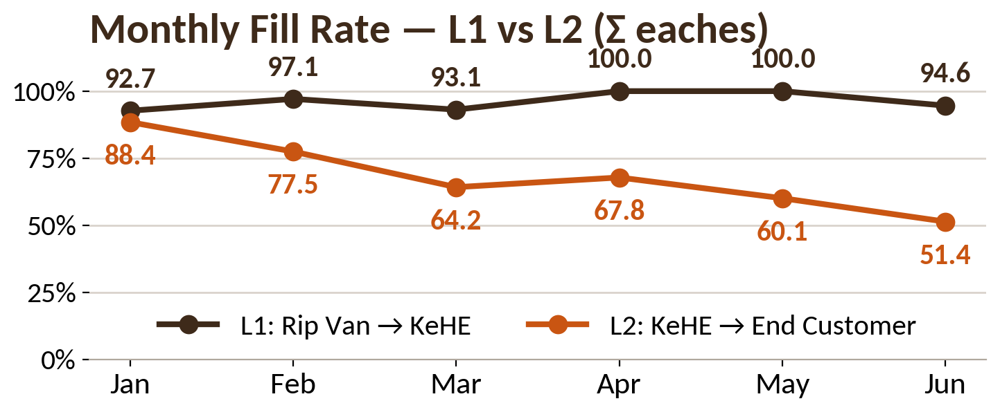 Monthly Fill Rate — L1 vs L2 (Σ eaches)
92.7 97.1 93.1 100.0 100.0 94.6
100%
88.4 77.5 64.2 67.8 60.1 51.4
75%
50%
25%
0%
L1: Rip Van → KeHE L2: KeHE → End Customer
Jan Feb Mar Apr May Jun